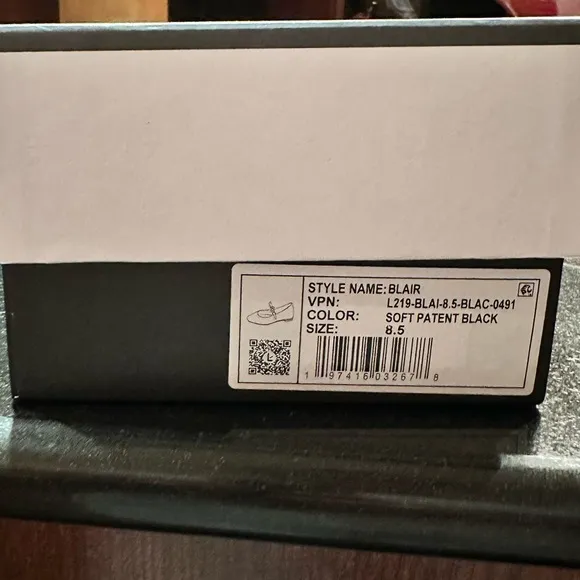 STYLE NAME: BLAIR
VPN: L219-BLAI-8.5-BLAC-0491
COLOR: SOFT PATENT BLACK
SIZE: 8.5
1 97416 03267 8